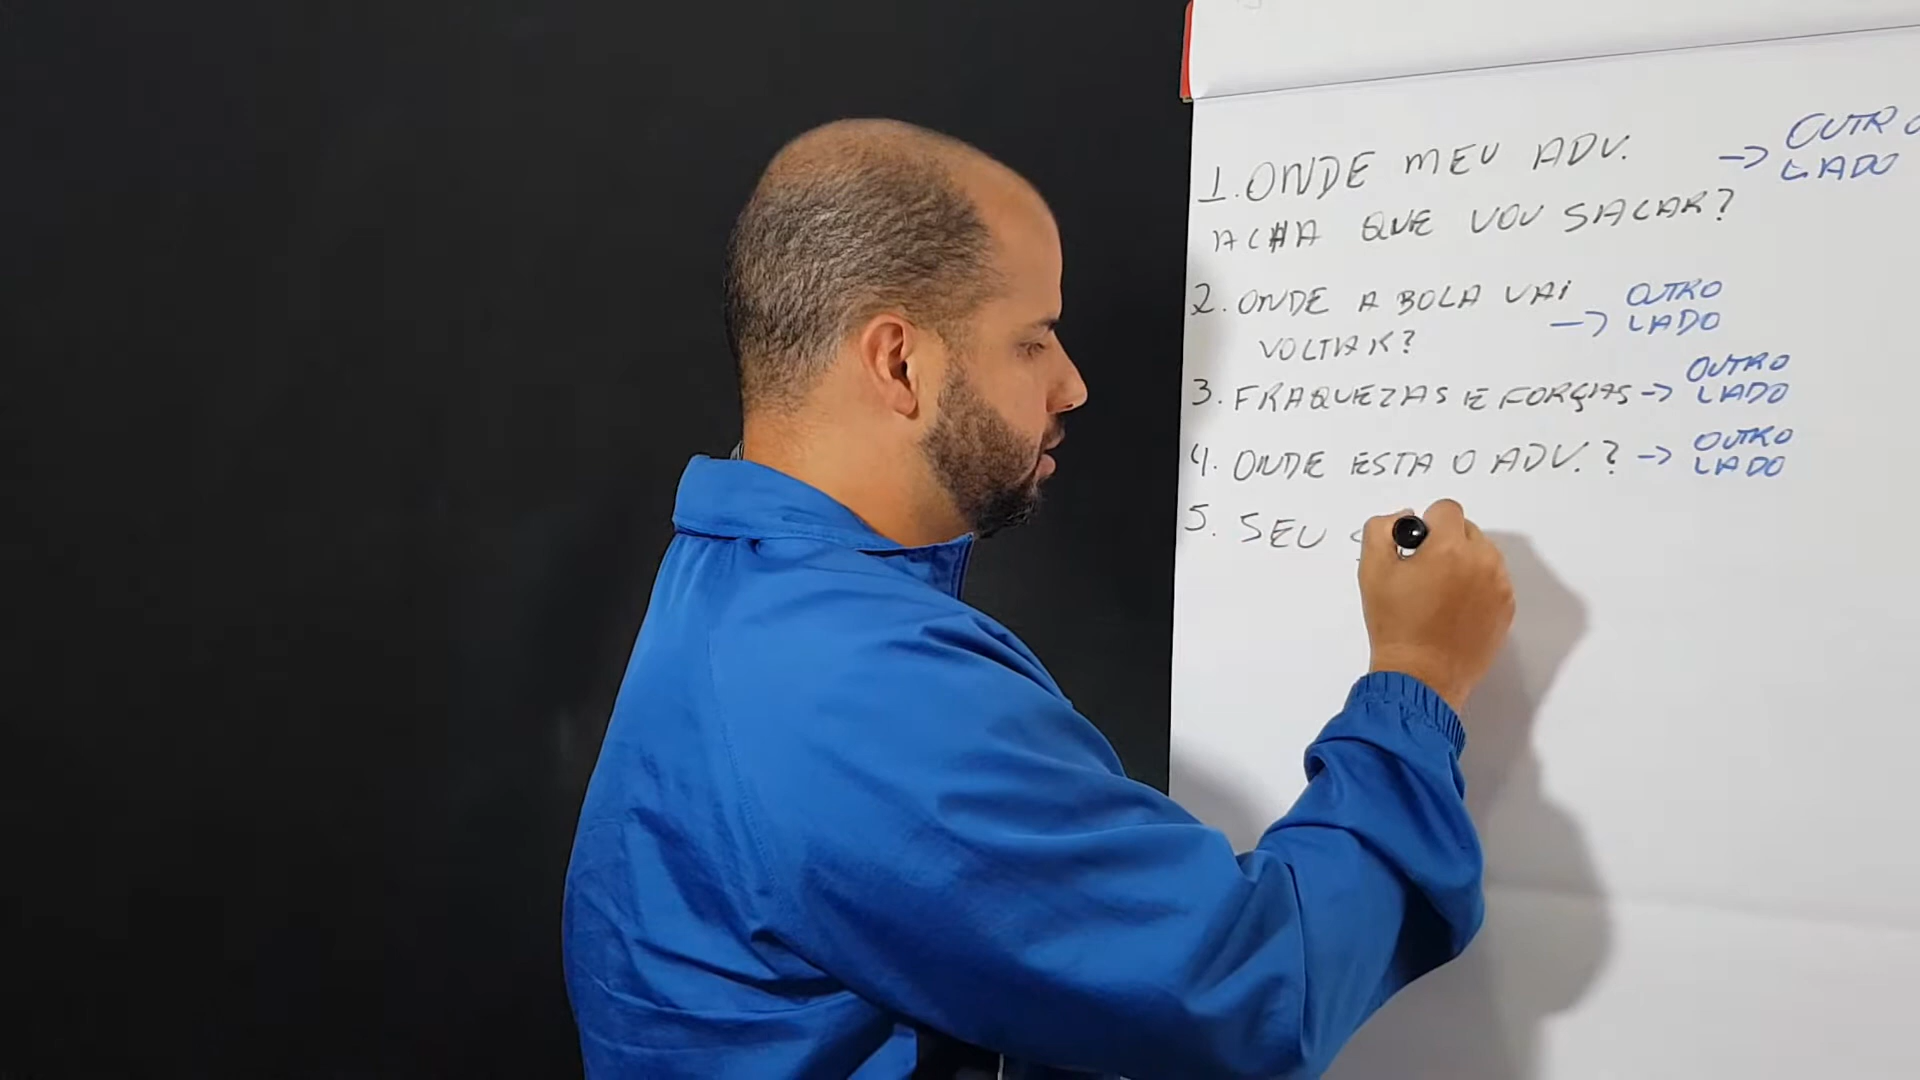 1. ONDE MEU ADV. → OUTRO LADO
ACHA QUE VOU SACAR?
2. ONDE A BOLA VAI → OUTRO LADO
VOLTAR?
3. FRAQUEZAS E FORÇAS → OUTRO LADO
4. ONDE ESTA O ADV.? → OUTRO LADO
5. SEU